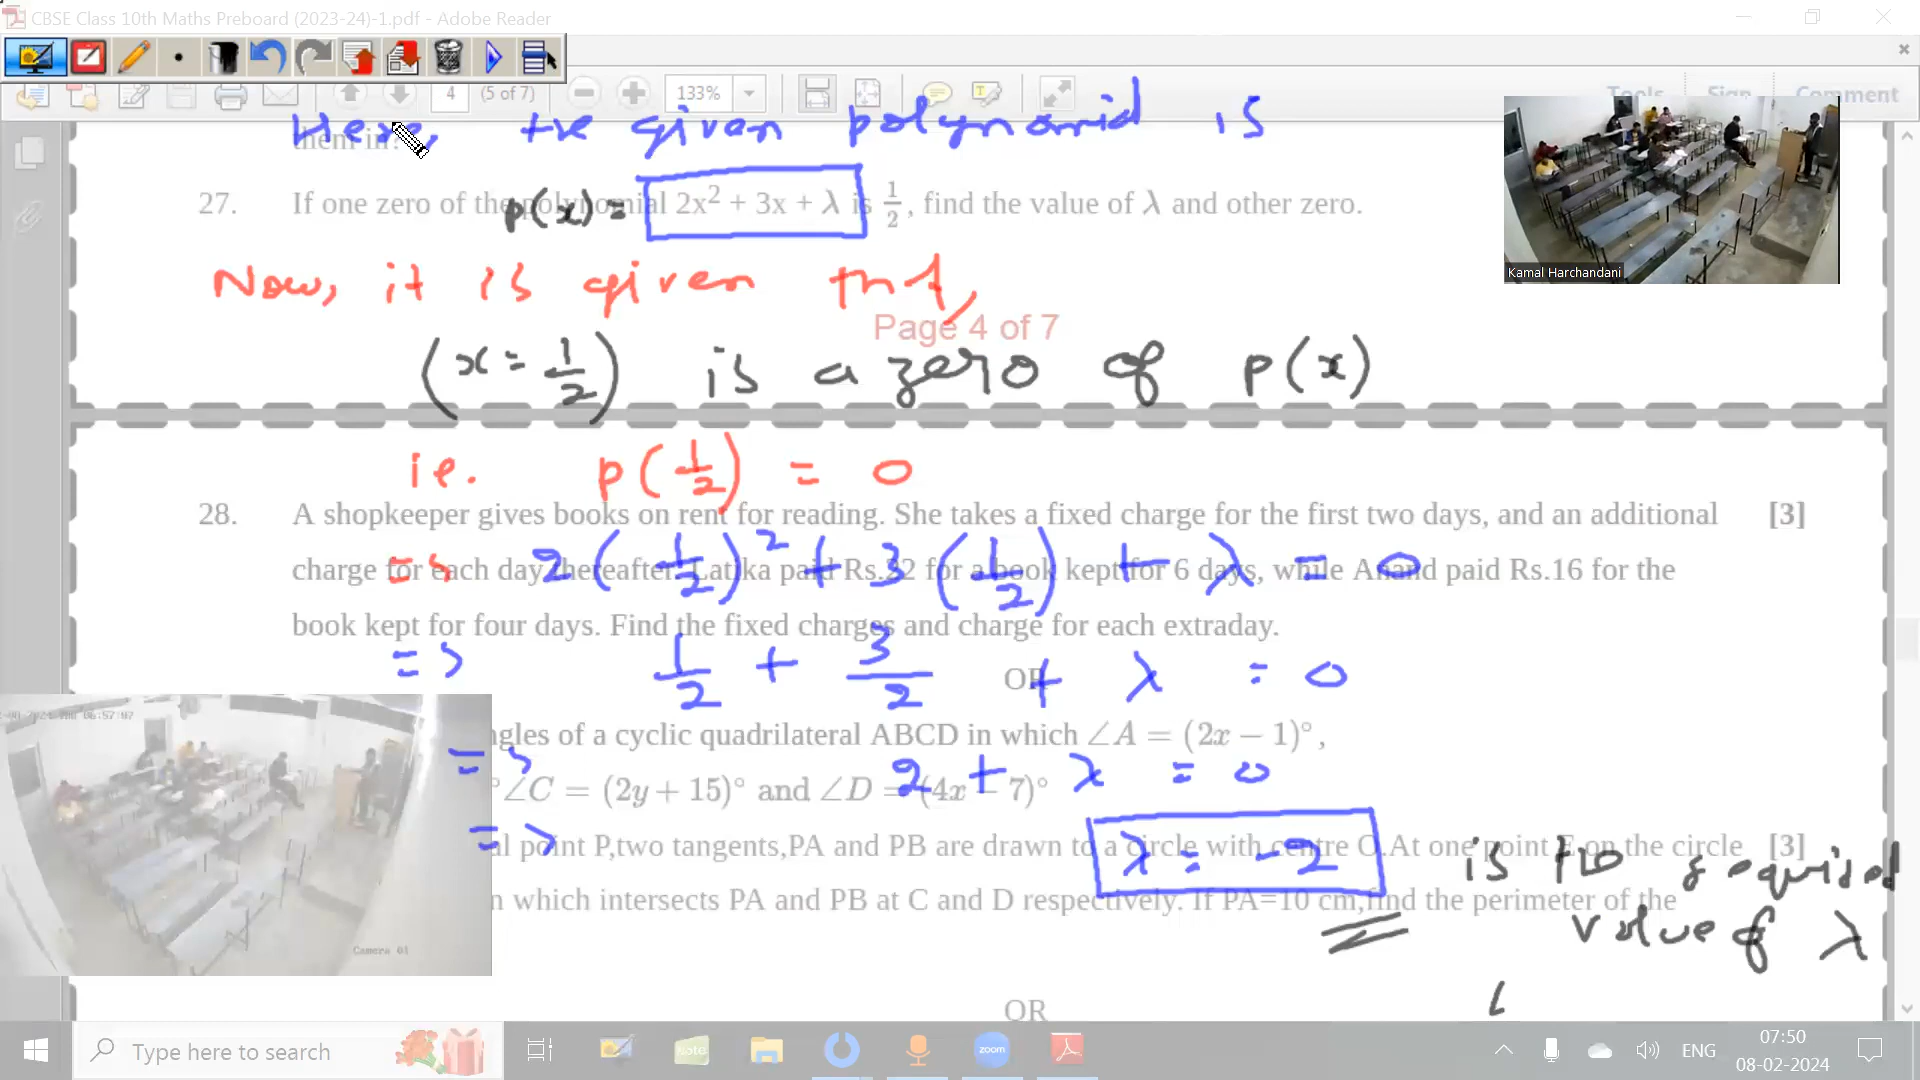 CBSE Class 10th Maths Preboard (2023-24)-1.pdf - Adobe Reader
4 (5 of 7) 133% Tools Sign Comment
Here, the given polynomial is
them in?
27. If one zero of the polynomial 2x² + 3x + λ is 1/2, find the value of λ and other zero.
p(x) =
Kamal Harchandani
Now, it is given that,
Page 4 of 7
(x = 1/2) is a zero of p(x)
ie. p(1/2) = 0
28. A shopkeeper gives books on rent for reading. She takes a fixed charge for the first two days, and an additional [3]
=> 2(1/2)² + 3(1/2) + λ = 0
charge for each day thereafter. Latika paid Rs.22 for a book kept for 6 days, while Anand paid Rs.16 for the
book kept for four days. Find the fixed charges and charge for each extraday.
=> 1/2 + 3/2 + λ = 0
OR
ngles of a cyclic quadrilateral ABCD in which ∠A = (2x − 1)°,
=> 2 + λ = 0
° ∠C = (2y + 15)° and ∠D = (4x − 7)°
=> λ = -2 is the required
value of λ
l point P,two tangents,PA and PB are drawn to a circle with centre O.At one point E on the circle [3]
n which intersects PA and PB at C and D respectively. If PA=10 cm,find the perimeter of the
Camera 01
OR
Type here to search
zoom
ENG
07:50
08-02-2024